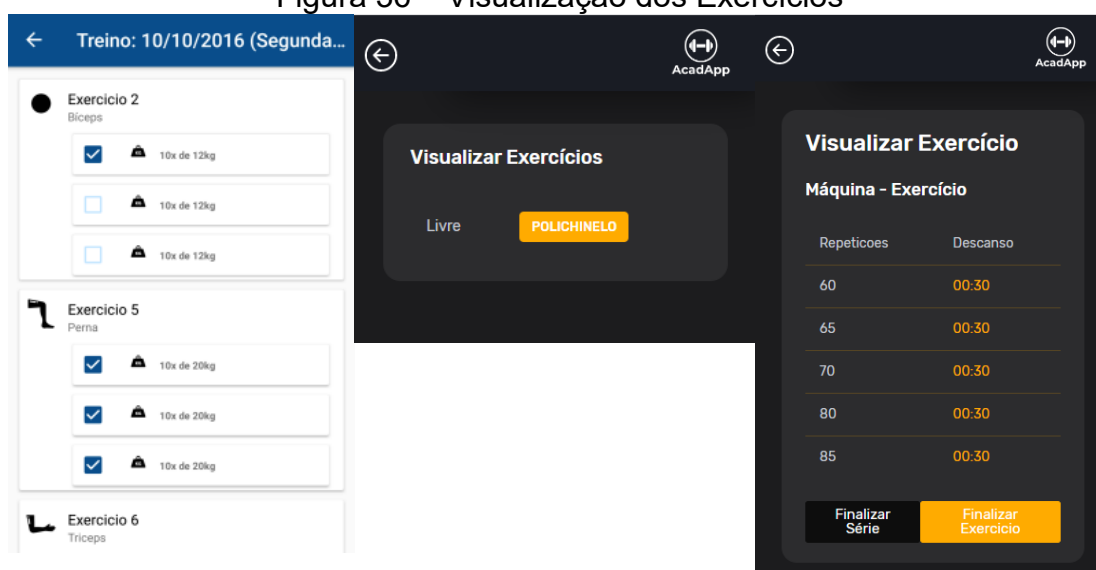 Figura 36 – Visualização dos Exercícios
Treino: 10/10/2016 (Segunda...
Exercicio 2
Bíceps
10x de 12kg
10x de 12kg
10x de 12kg
Exercicio 5
Perna
10x de 20kg
10x de 20kg
10x de 20kg
Exercicio 6
Triceps
AcadApp
Visualizar Exercícios
Livre POLICHINELO
AcadApp
Visualizar Exercício
Máquina - Exercício
Repeticoes Descanso
60 00:30
65 00:30
70 00:30
80 00:30
85 00:30
Finalizar
Série
Finalizar
Exercicio